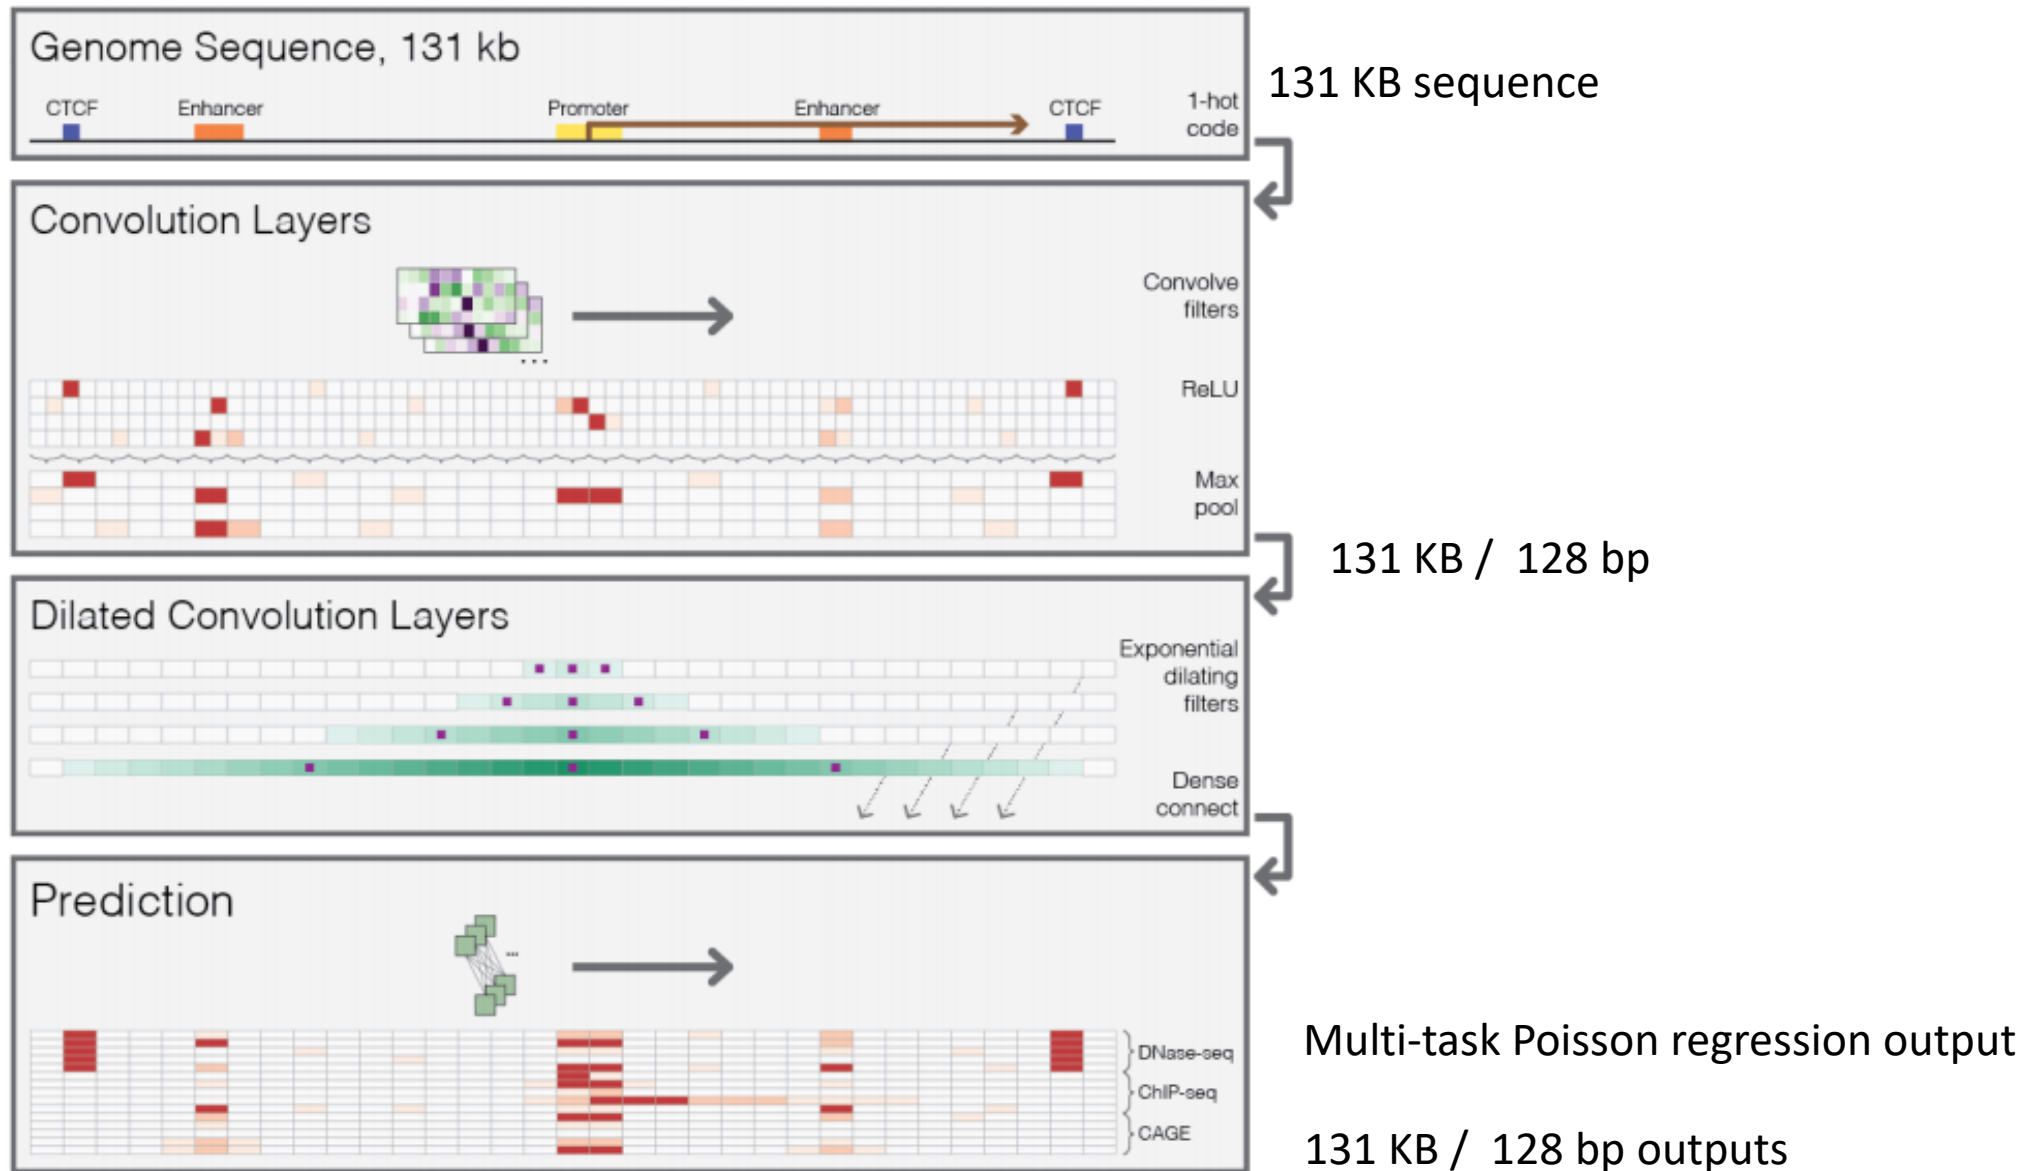 Genome Sequence, 131 kb
CTCF
Enhancer
Promoter
Enhancer
CTCF
1-hot
code
131 KB sequence
Convolution Layers
Convolve
filters
...
ReLU
Max
pool
131 KB / 128 bp
Dilated Convolution Layers
Exponential
dilating
filters
Dense
connect
Prediction
...
DNase-seq
ChIP-seq
CAGE
Multi-task Poisson regression output
131 KB / 128 bp outputs